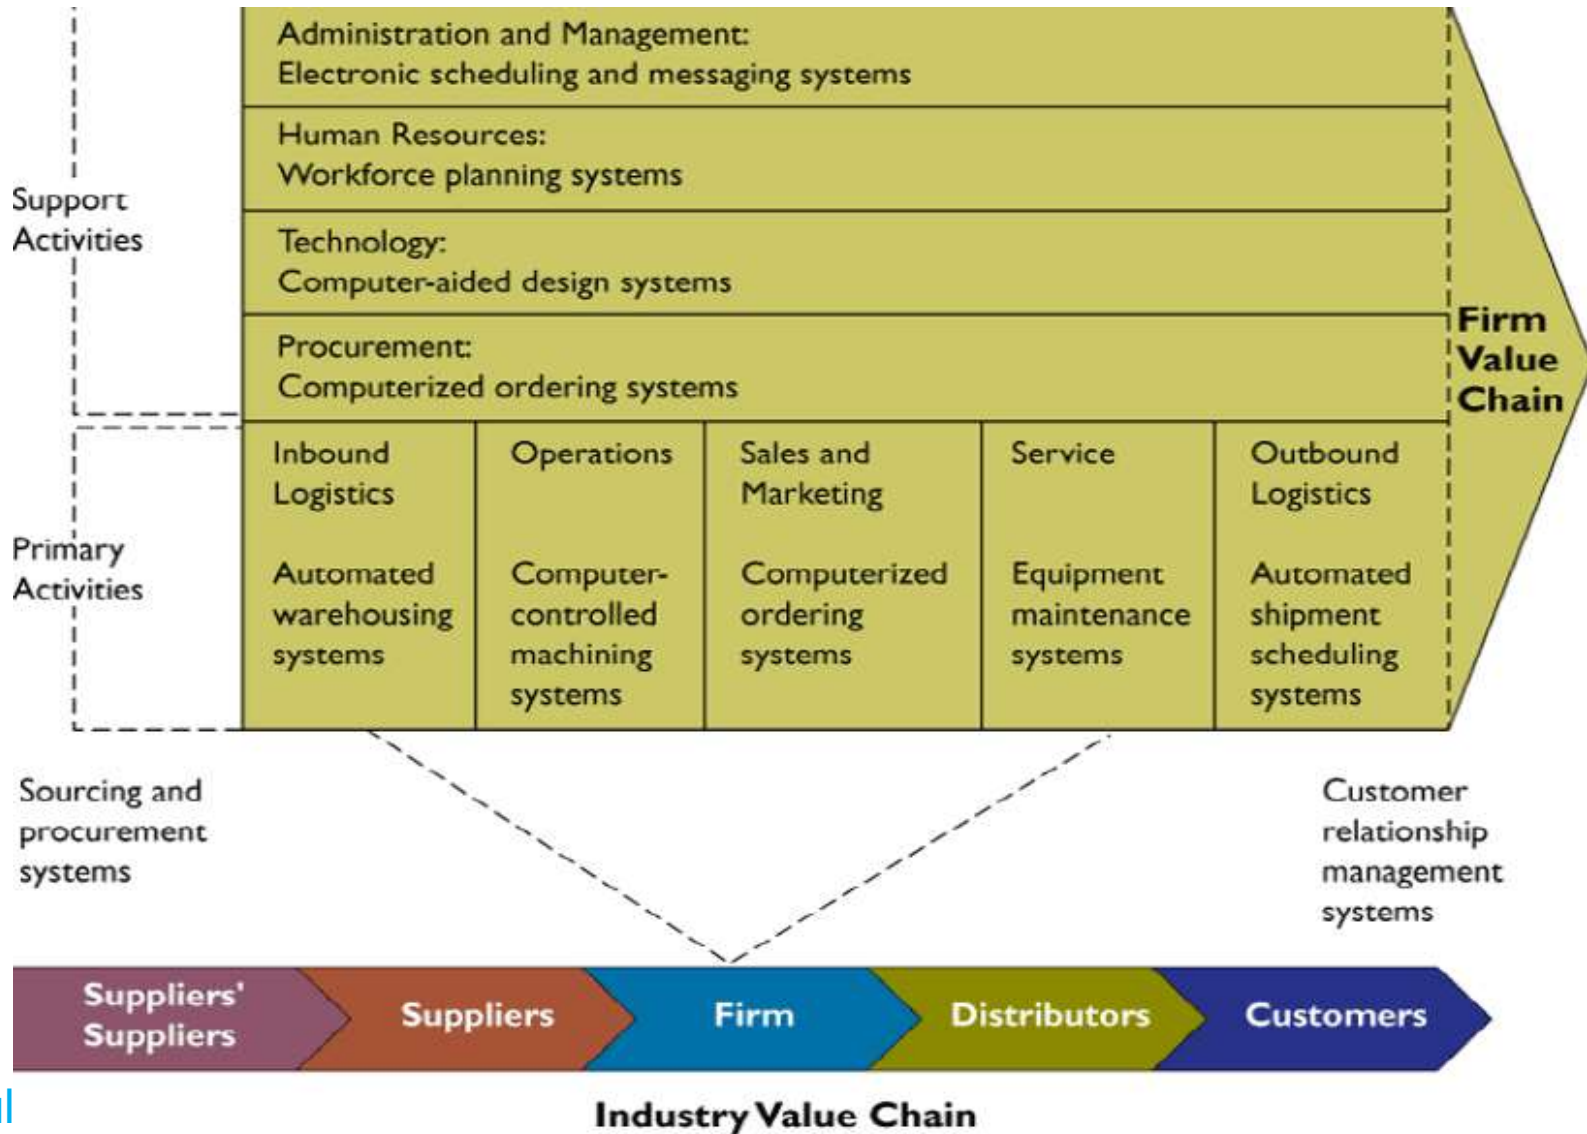 Administration and Management:
Electronic scheduling and messaging systems
Human Resources:
Workforce planning systems
Support
Activities
Technology:
Computer-aided design systems
Procurement:
Computerized ordering systems
Firm
Value
Chain
Primary
Activities
Inbound
Logistics
Automated
warehousing
systems
Operations
Computer-
controlled
machining
systems
Sales and
Marketing
Computerized
ordering
systems
Service
Equipment
maintenance
systems
Outbound
Logistics
Automated
shipment
scheduling
systems
Sourcing and
procurement
systems
Customer
relationship
management
systems
Suppliers'
Suppliers
Suppliers
Firm
Distributors
Customers
Industry Value Chain